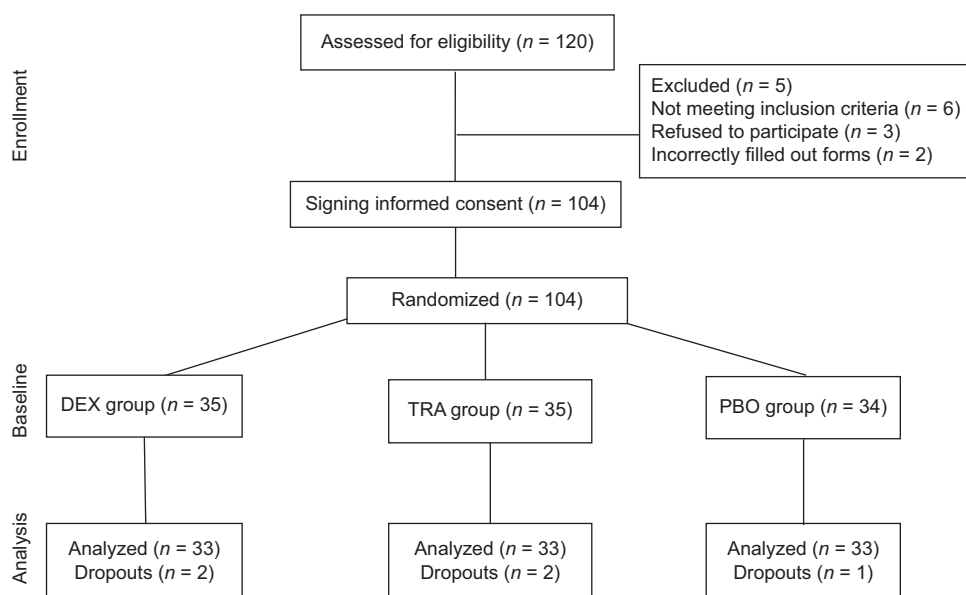 Enrollment
Assessed for eligibility (n = 120)
Excluded (n = 5)
Not meeting inclusion criteria (n = 6)
Refused to participate (n = 3)
Incorrectly filled out forms (n = 2)
Signing informed consent (n = 104)
Randomized (n = 104)
Baseline
DEX group (n = 35)
TRA group (n = 35)
PBO group (n = 34)
Analysis
Analyzed (n = 33)
Dropouts (n = 2)
Analyzed (n = 33)
Dropouts (n = 2)
Analyzed (n = 33)
Dropouts (n = 1)